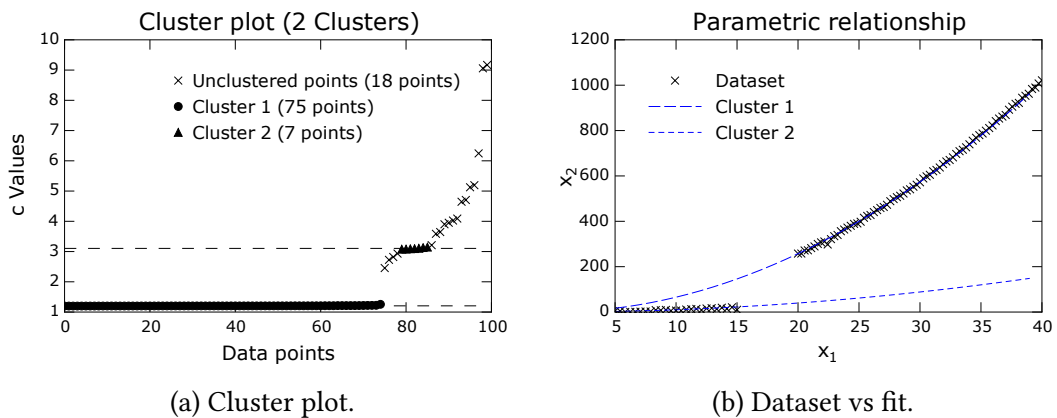 Cluster plot (2 Clusters)
10
9
8
7
6
5
4
3
2
1
c Values
Unclustered points (18 points)
Cluster 1 (75 points)
Cluster 2 (7 points)
0 20 40 60 80 100
Data points
(a) Cluster plot.
Parametric relationship
1200
1000
800
600
400
200
0
x_2
Dataset
Cluster 1
Cluster 2
5 10 15 20 25 30 35 40
x_1
(b) Dataset vs fit.